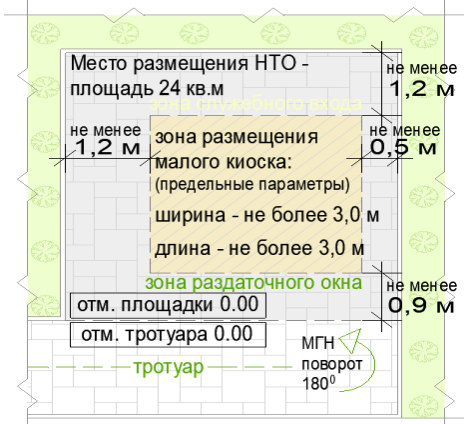 Место размещения НТО -
площадь 24 кв.м
не менее
1,2 м
зона служебного входа
не менее
1,2 м
зона размещения
малого киоска:
(предельные параметры)
ширина - не более 3,0 м
длина - не более 3,0 м
не менее
0,5 м
зона раздаточного окна
не менее
0,9 м
отм. площадки 0.00
отм. тротуара 0.00
тротуар
МГН
поворот
180⁰